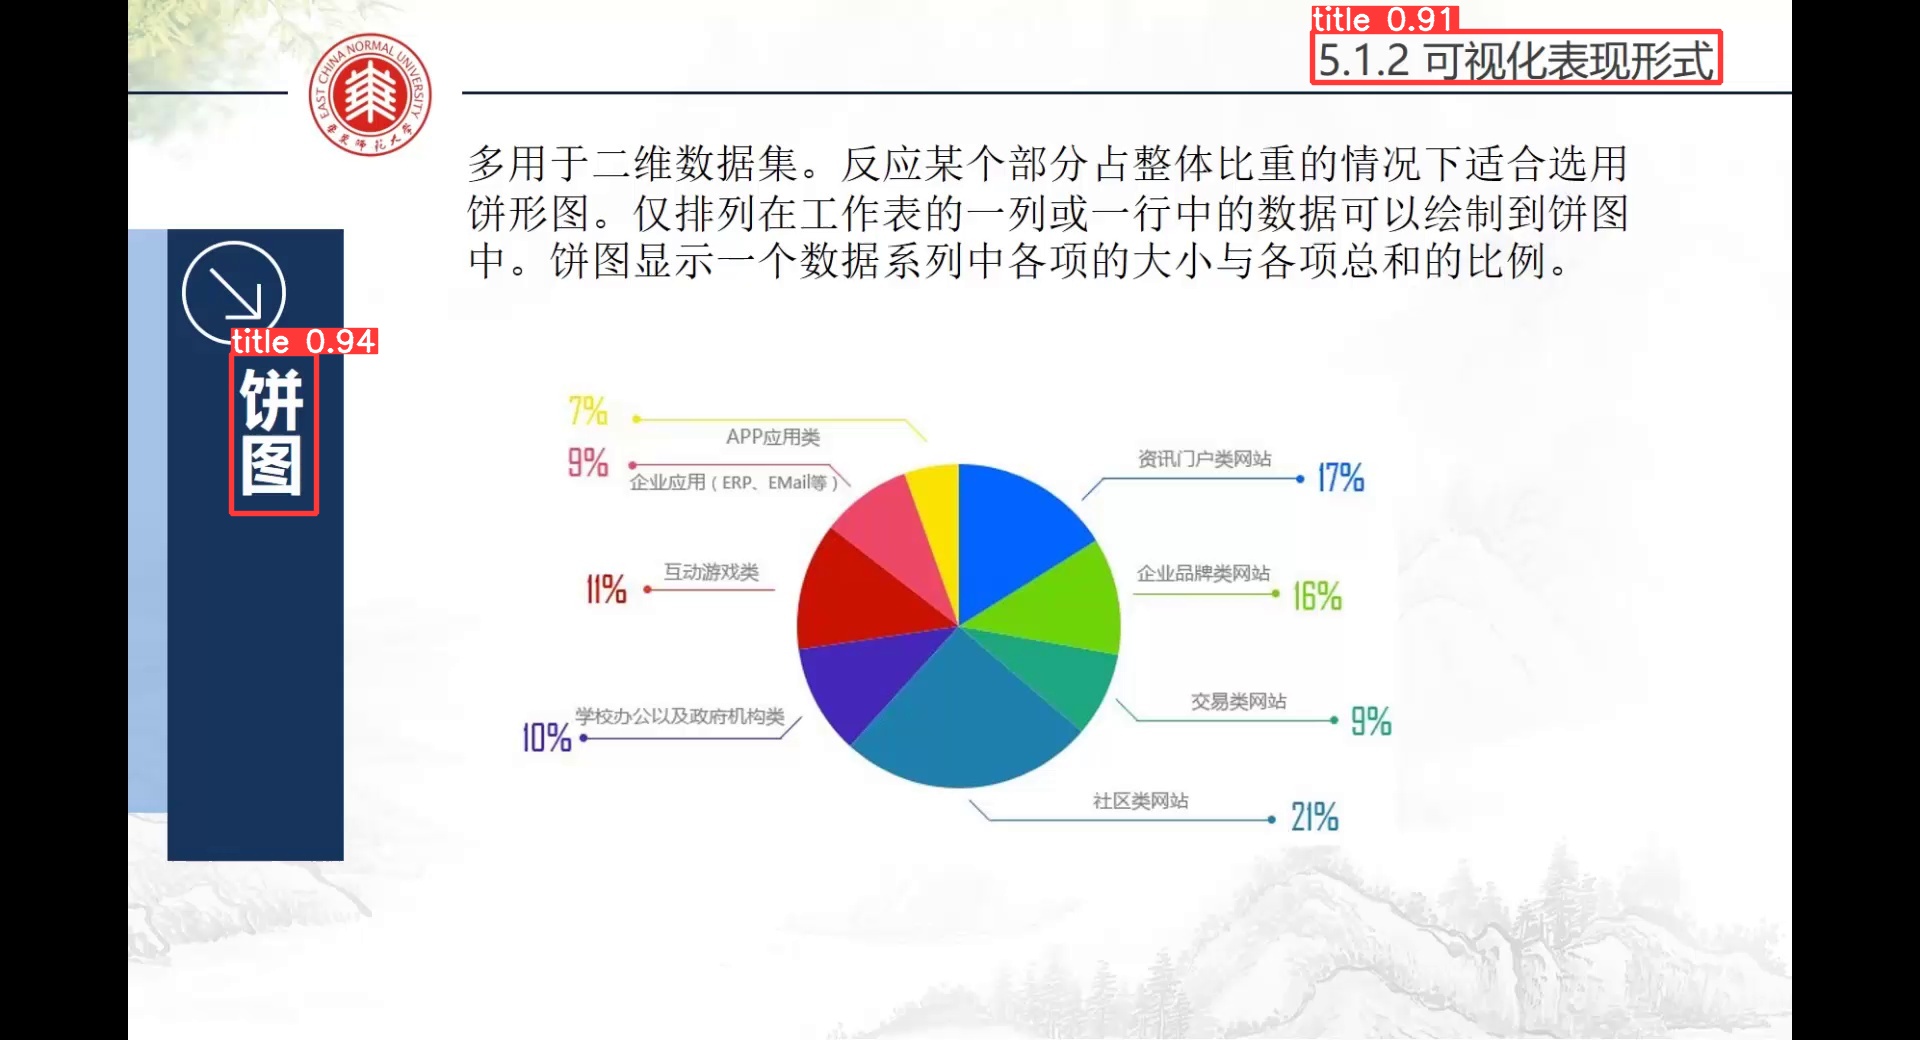 title 0.91
5.1.2 可视化表现形式
EAST CHINA NORMAL UNIVERSITY
华东师范大学
多用于二维数据集。反应某个部分占整体比重的情况下适合选用
饼形图。仅排列在工作表的一列或一行中的数据可以绘制到饼图
中。饼图显示一个数据系列中各项的大小与各项总和的比例。
title 0.94
饼
图
7%
APP应用类
9%
企业应用（ERP、EMail等）
资讯门户类网站
17%
互动游戏类
11%
企业品牌类网站
16%
学校办公以及政府机构类
10%
交易类网站
9%
社区类网站
21%